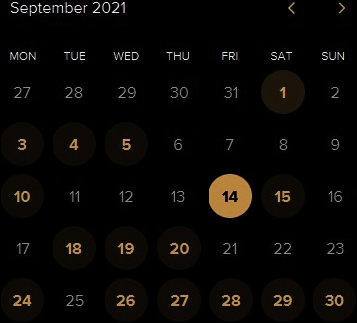 September 2021
MON TUE WED THU FRI SAT SUN
27 28 29 30 31 1 2
3 4 5 6 7 8 9
10 11 12 13 14 15 16
17 18 19 20 21 22 23
24 25 26 27 28 29 30